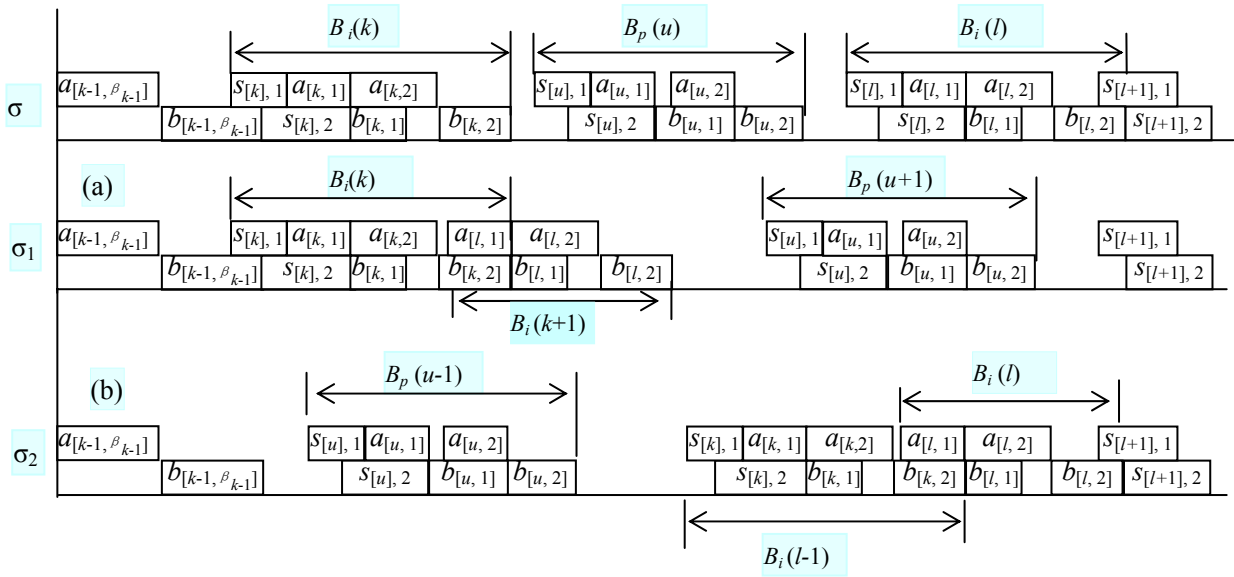 B_i(k) B_p(u) B_i(l)
a_[k-1, β_k-1] s_[k], 1 a_[k, 1] a_[k,2] s_[u], 1 a_[u, 1] a_[u, 2] s_[l], 1 a_[l, 1] a_[l, 2] s_[l+1], 1
σ b_[k-1, β_k-1] s_[k], 2 b_[k, 1] b_[k, 2] s_[u], 2 b_[u, 1] b_[u, 2] s_[l], 2 b_[l, 1] b_[l, 2] s_[l+1], 2
(a) B_i(k) B_p(u+1)
a_[k-1, β_k-1] s_[k], 1 a_[k, 1] a_[k,2] a_[l, 1] a_[l, 2] s_[u], 1 a_[u, 1] a_[u, 2] s_[l+1], 1
σ_1 b_[k-1, β_k-1] s_[k], 2 b_[k, 1] b_[k, 2] b_[l, 1] b_[l, 2] s_[u], 2 b_[u, 1] b_[u, 2] s_[l+1], 2
B_i(k+1)
(b) B_p(u-1) B_i(l)
a_[k-1, β_k-1] s_[u], 1 a_[u, 1] a_[u, 2] s_[k], 1 a_[k, 1] a_[k,2] a_[l, 1] a_[l, 2] s_[l+1], 1
σ_2 b_[k-1, β_k-1] s_[u], 2 b_[u, 1] b_[u, 2] s_[k], 2 b_[k, 1] b_[k, 2] b_[l, 1] b_[l, 2] s_[l+1], 2
B_i(l-1)